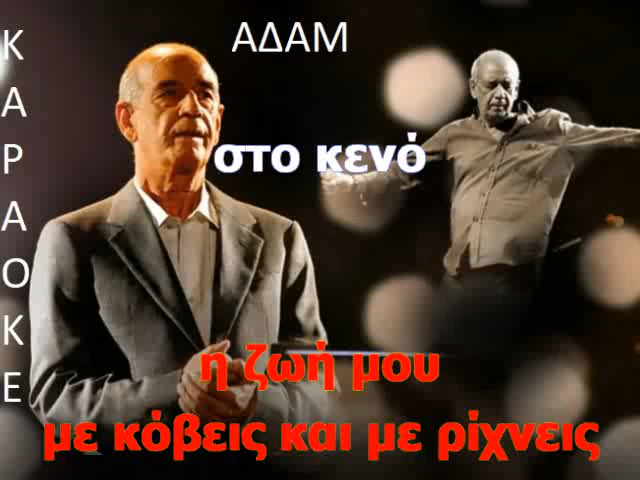 ΚΑΡΑΟΚΕ
ΑΔΑΜ
στο κενό
η ζωή μου
με κόβεις και με ρίχνεις